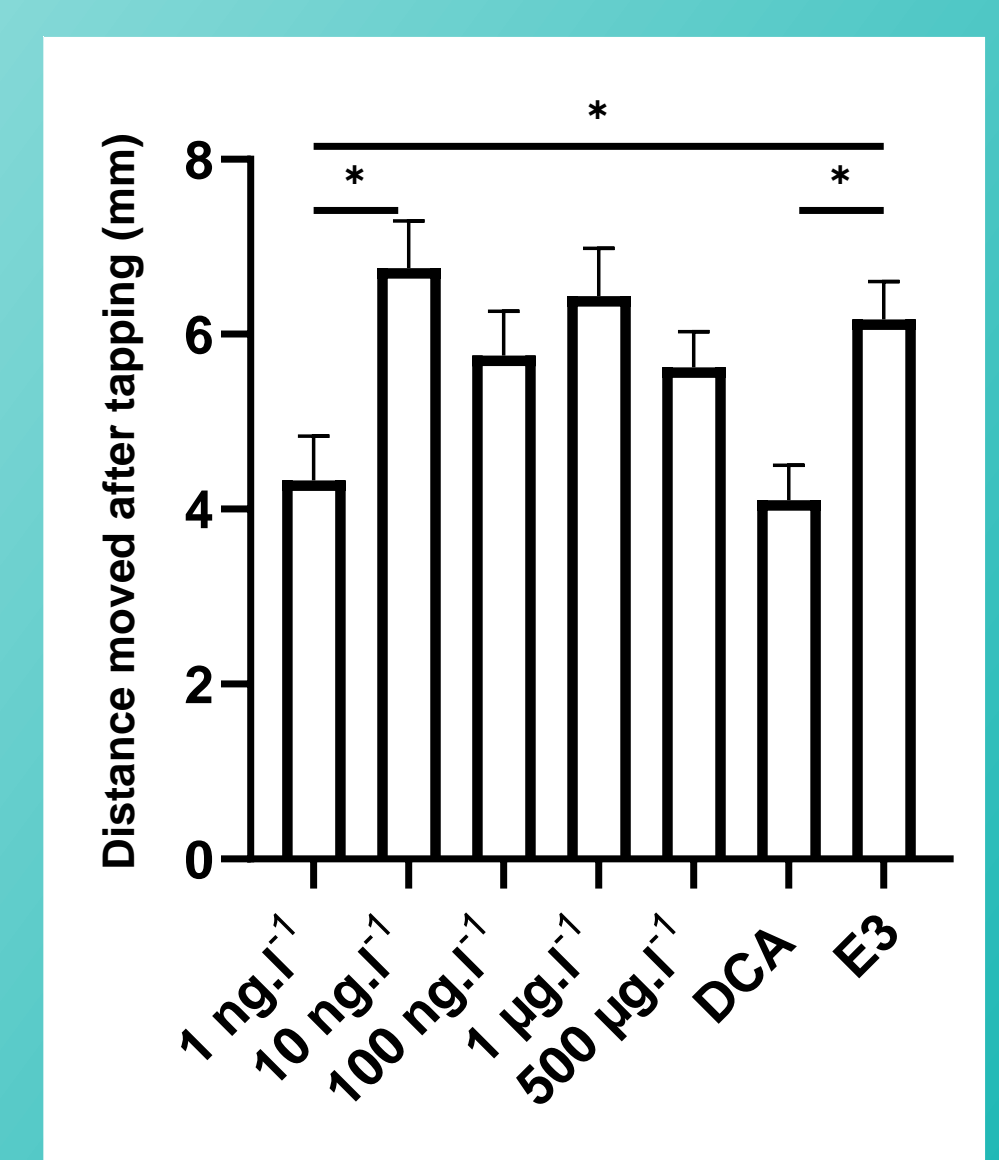 *
*
*
Distance moved after tapping (mm)
8
6
4
2
0
1 ng.l⁻¹
10 ng.l⁻¹
100 ng.l⁻¹
1 µg.l⁻¹
500 µg.l⁻¹
DCA
E3